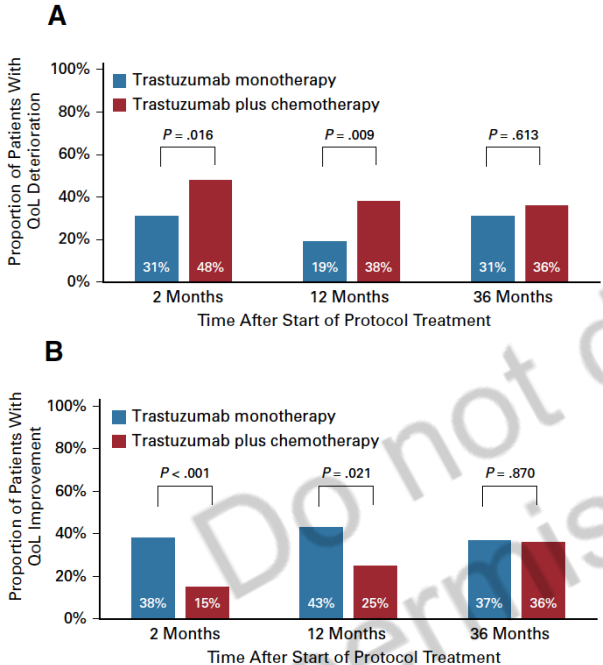 A
Proportion of Patients With
QoL Deterioration
100%
80%
60%
40%
20%
0%
Trastuzumab monotherapy
Trastuzumab plus chemotherapy
P = .016
P = .009
P = .613
31%
48%
19%
38%
31%
36%
2 Months
12 Months
36 Months
Time After Start of Protocol Treatment
B
Proportion of Patients With
QoL Improvement
100%
80%
60%
40%
20%
0%
Trastuzumab monotherapy
Trastuzumab plus chemotherapy
P < .001
P = .021
P = .870
38%
15%
43%
25%
37%
36%
2 Months
12 Months
36 Months
Time After Start of Protocol Treatment
Do not